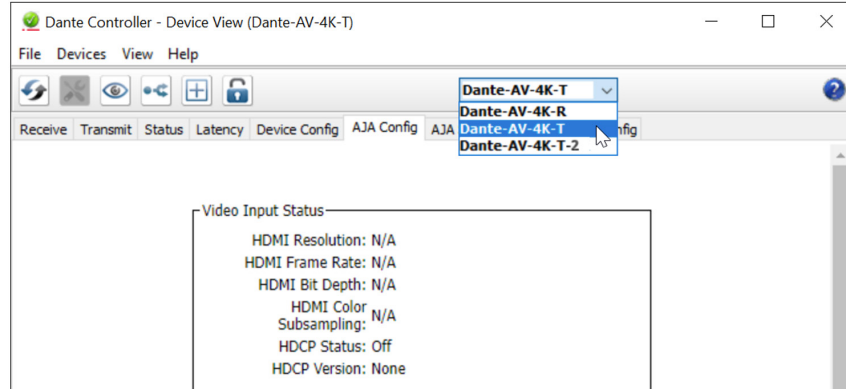 Dante Controller - Device View (Dante-AV-4K-T)
File Devices View Help
Dante-AV-4K-T
Dante-AV-4K-R
Dante-AV-4K-T
Dante-AV-4K-T-2
Receive Transmit Status Latency Device Config AJA Config AJA
Video Input Status
HDMI Resolution: N/A
HDMI Frame Rate: N/A
HDMI Bit Depth: N/A
HDMI Color Subsampling: N/A
HDCP Status: Off
HDCP Version: None